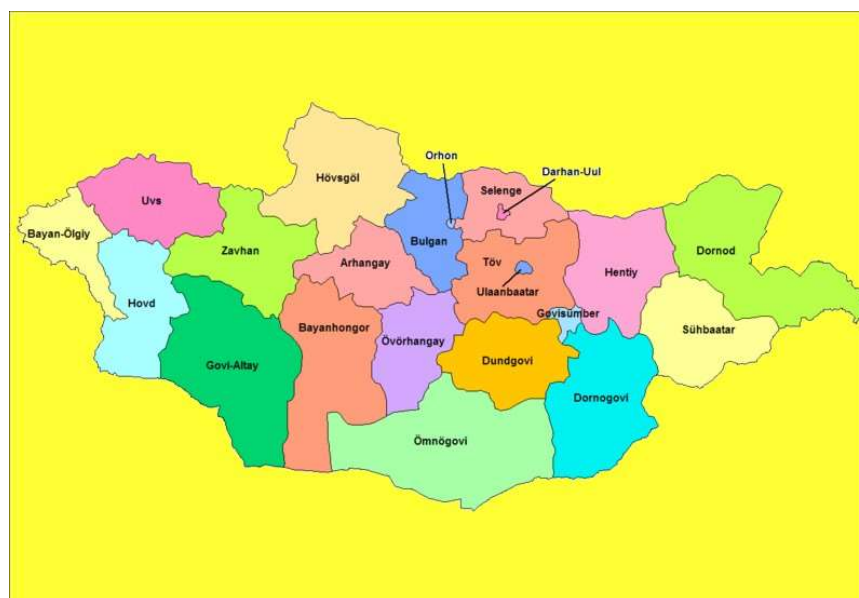 Orhon
Darhan-Uul
Hövsgöl
Selenge
Uvs
Bayan-Ölgiy
Zavhan
Bulgan
Dornod
Arhangay
Töv
Hentiy
Ulaanbaatar
Hovd
Govisümber
Bayanhongor
Övörhangay
Sühbaatar
Govi-Altay
Dundgovi
Dornogovi
Ömnögovi